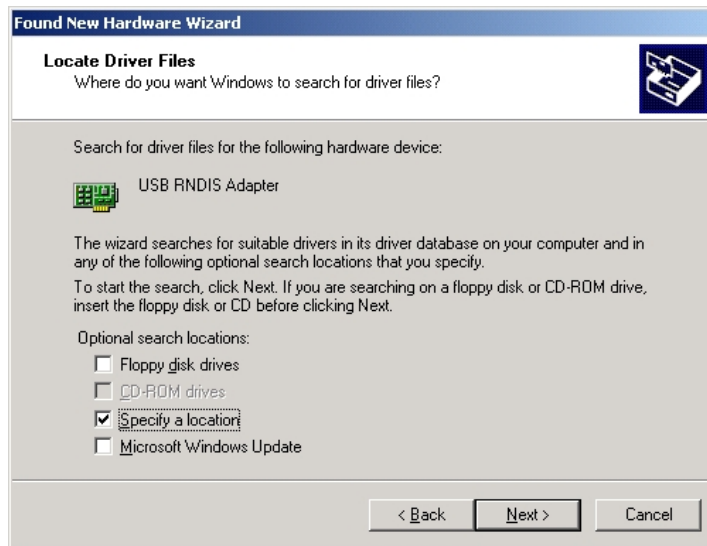 Found New Hardware Wizard
Locate Driver Files
Where do you want Windows to search for driver files?
Search for driver files for the following hardware device:
USB RNDIS Adapter
The wizard searches for suitable drivers in its driver database on your computer and in
any of the following optional search locations that you specify.
To start the search, click Next. If you are searching on a floppy disk or CD-ROM drive,
insert the floppy disk or CD before clicking Next.
Optional search locations:
Floppy disk drives
CD-ROM drives
Specify a location
Microsoft Windows Update
< Back Next > Cancel